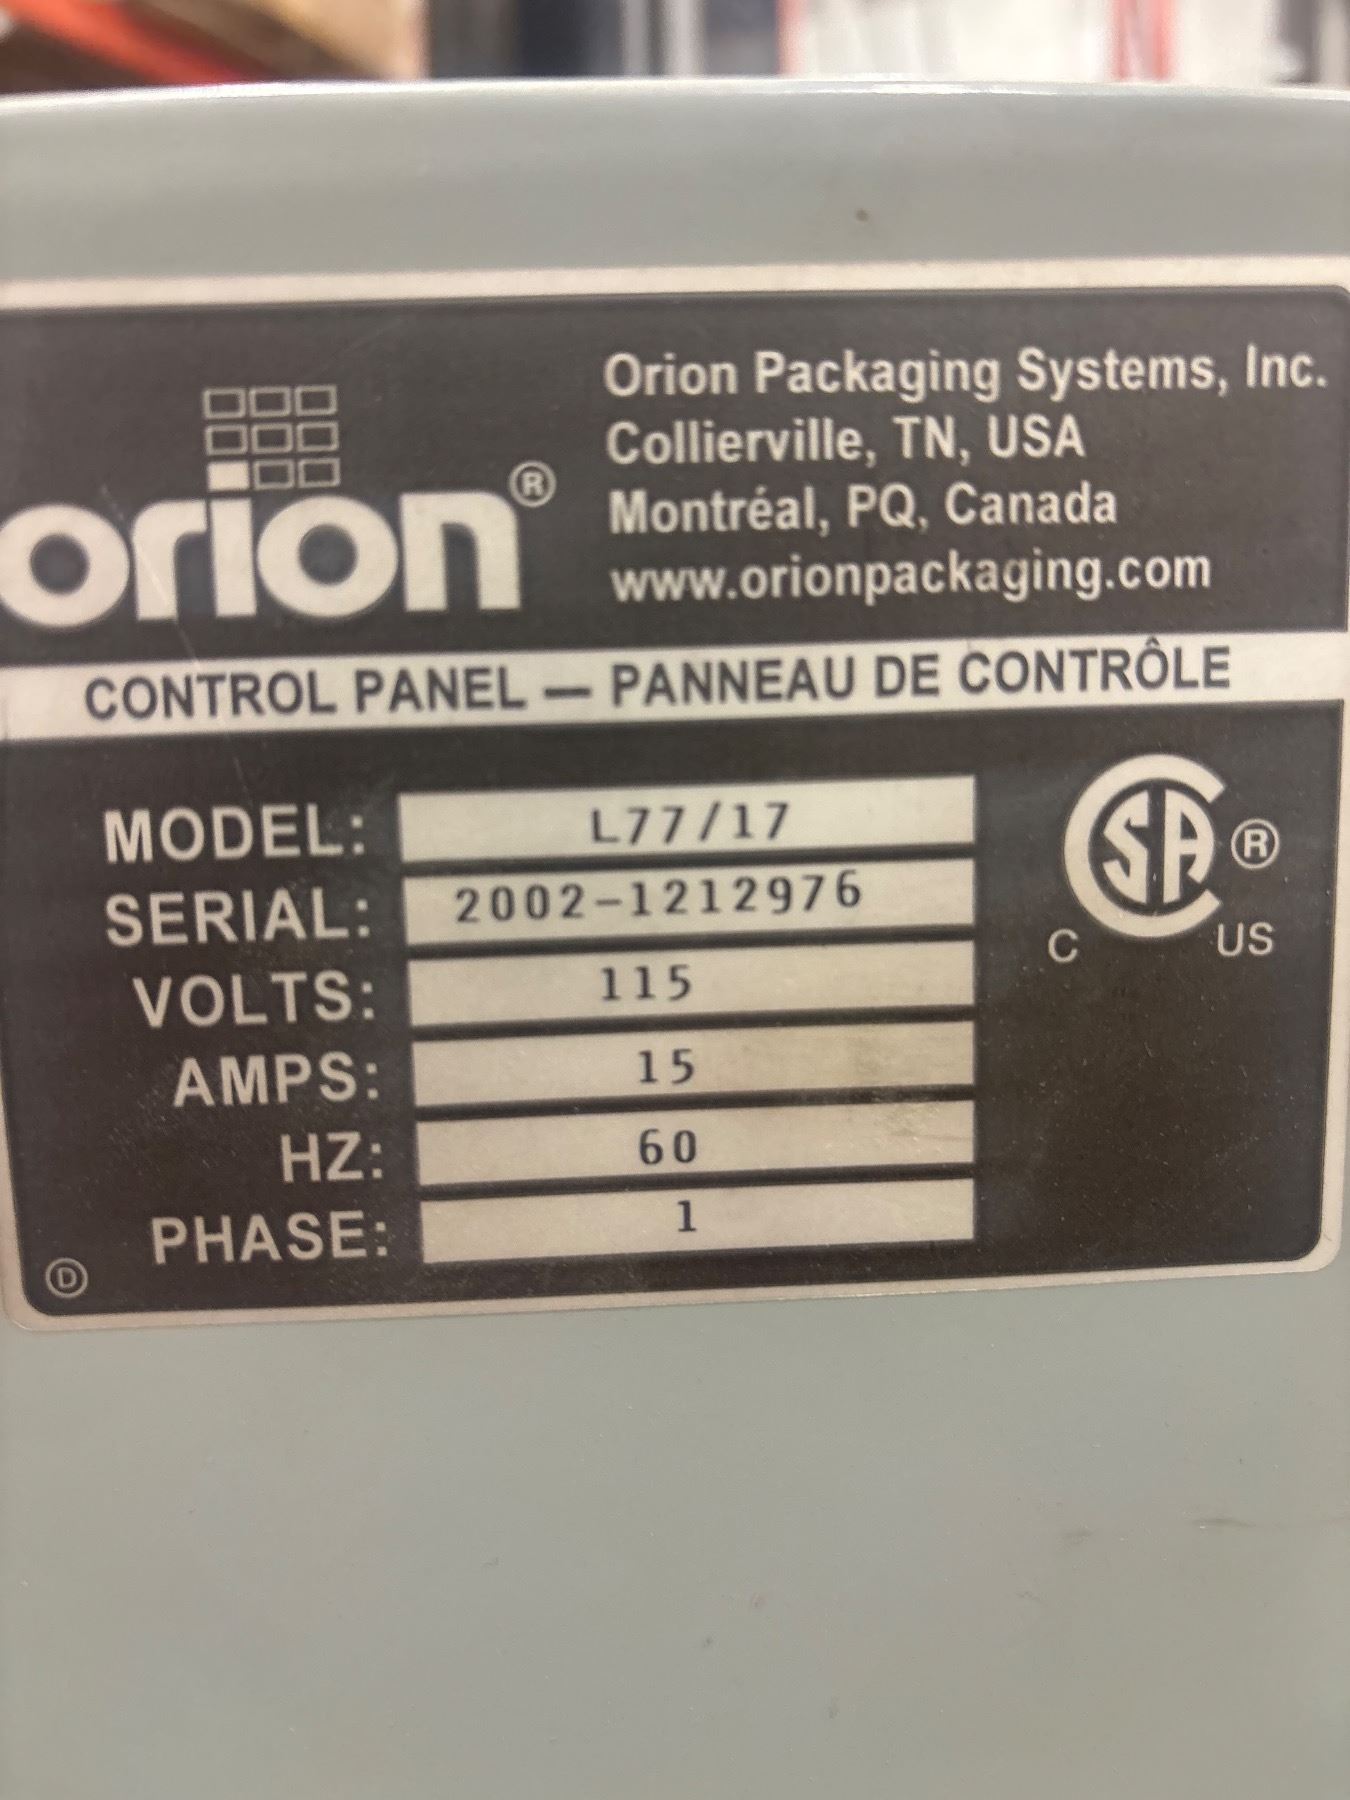 orion®
Orion Packaging Systems, Inc.
Collierville, TN, USA
Montréal, PQ, Canada
www.orionpackaging.com
CONTROL PANEL — PANNEAU DE CONTRÔLE
MODEL: L77/17
SERIAL: 2002-1212976
VOLTS: 115
AMPS: 15
HZ: 60
PHASE: 1
CSA®
C US
D